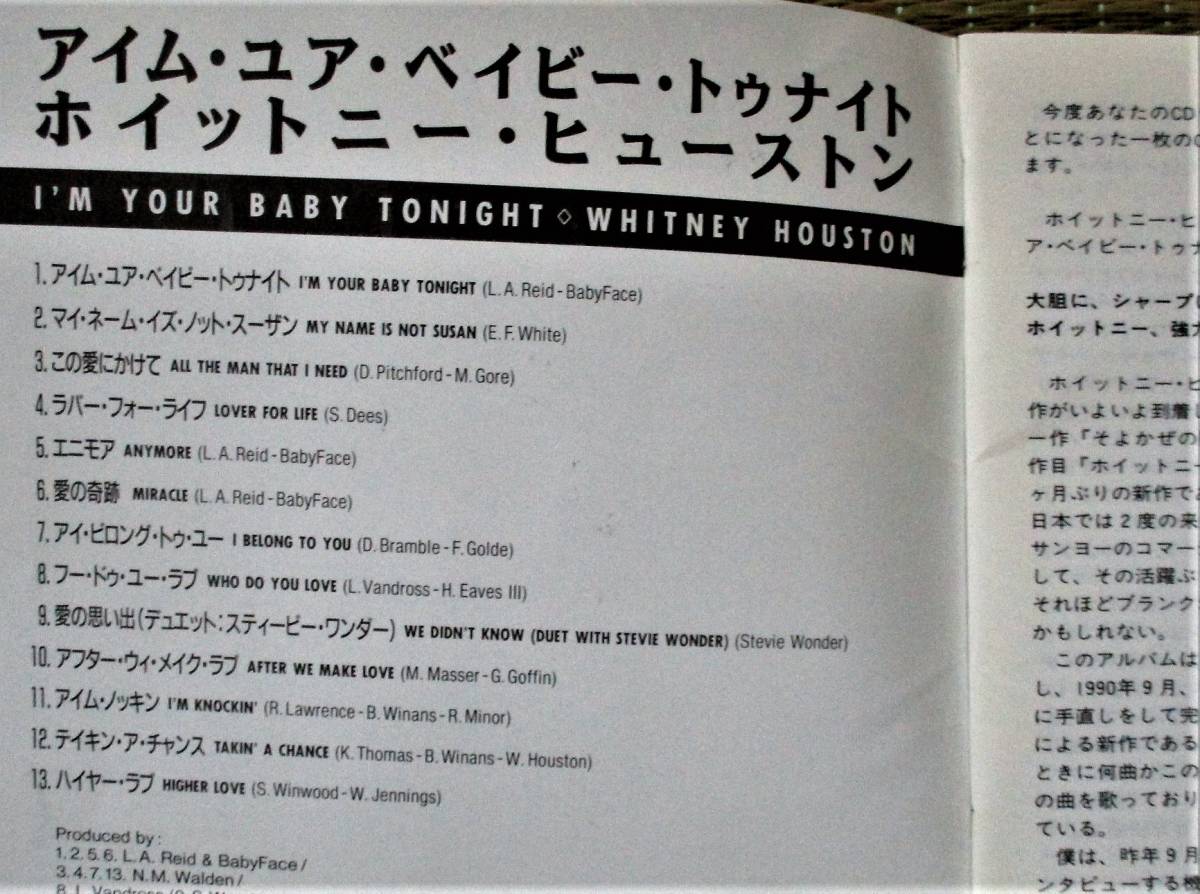 アイム・ユア・ベイビー・トゥナイト
ホイットニー・ヒューストン
I'M YOUR BABY TONIGHT◇WHITNEY HOUSTON
1. アイム・ユア・ベイビー・トゥナイト I'M YOUR BABY TONIGHT (L. A. Reid - BabyFace)
2. マイ・ネーム・イズ・ノット・スーザン MY NAME IS NOT SUSAN (E. F. White)
3. この愛にかけて ALL THE MAN THAT I NEED (D. Pitchford - M. Gore)
4. ラバー・フォー・ライフ LOVER FOR LIFE (S. Dees)
5. エニモア ANYMORE (L. A. Reid - BabyFace)
6. 愛の奇跡 MIRACLE (L. A. Reid - BabyFace)
7. アイ・ビロング・トゥ・ユー I BELONG TO YOU (D. Bramble - F. Golde)
8. フー・ドゥ・ユー・ラブ WHO DO YOU LOVE (L. Vandross - H. Eaves III)
9. 愛の思い出(デュエット:スティービー・ワンダー) WE DIDN'T KNOW (DUET WITH STEVIE WONDER) (Stevie Wonder)
10. アフター・ウィ・メイク・ラブ AFTER WE MAKE LOVE (M. Masser - G. Goffin)
11. アイム・ノッキン I'M KNOCKIN' (R. Lawrence - B. Winans - R. Minor)
12. テイキン・ア・チャンス TAKIN' A CHANCE (K. Thomas - B. Winans - W. Houston)
13. ハイヤー・ラブ HIGHER LOVE (S. Winwood - W. Jennings)
Produced by :
1. 2. 5. 6. L. A. Reid & BabyFace /
3. 4. 7. 13. N. M. Walden /
8. L. Vandross
今度あなたのCD
とになった一枚の
ます。
ホイットニー・ヒ
ア・ベイビー・トゥナ
大胆に、シャープ
ホイットニー、強
ホイットニー・ヒ
作がいよいよ到着
一作「そよかぜの
作目「ホイットニ
ヶ月ぶりの新作で
日本では2度の来
サンヨーのコマー
して、その活躍ぶ
それほどブランク
かもしれない。
このアルバムは
し、1990年9月、
に手直しをして完
による新作である
ときに何曲かこの
の曲を歌っており
ている。
僕は、昨年9月
ンタビューする機